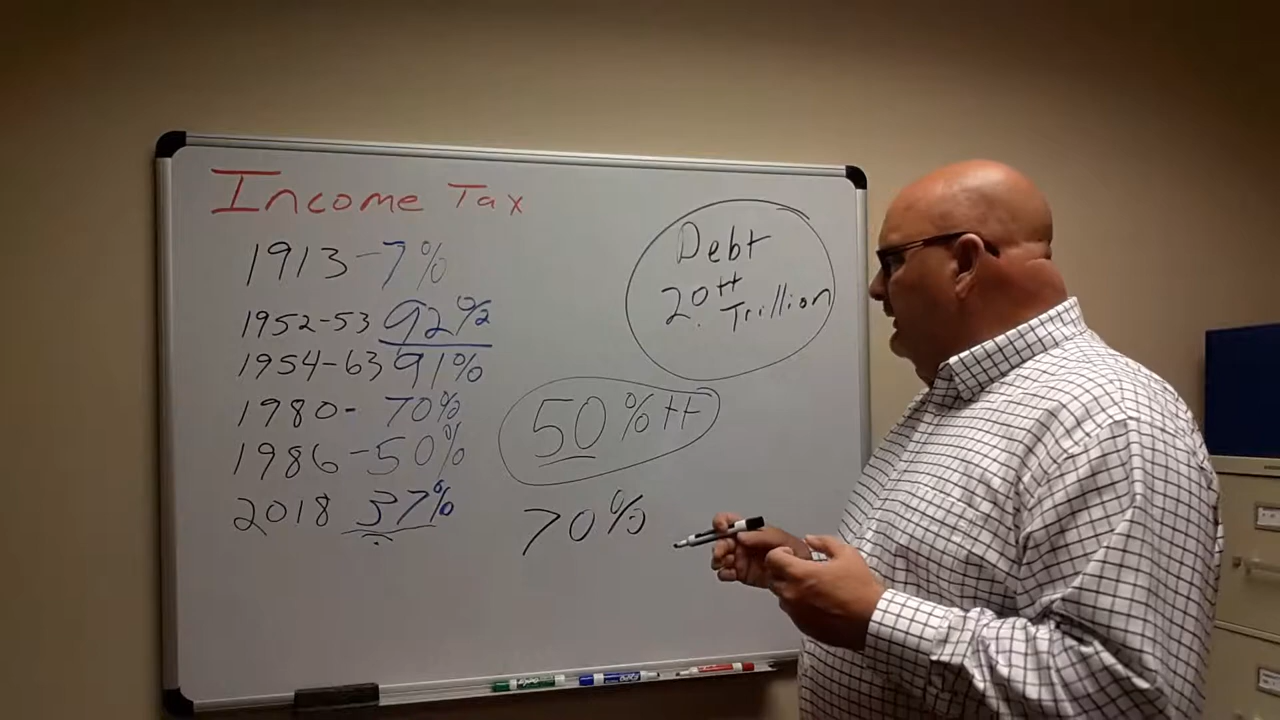 Income Tax
1913-7%
1952-53 92%
1954-63 91%
1980- 70%
1986-50%
2018 37%
Debt
20.++ Trillion
50%++
70%